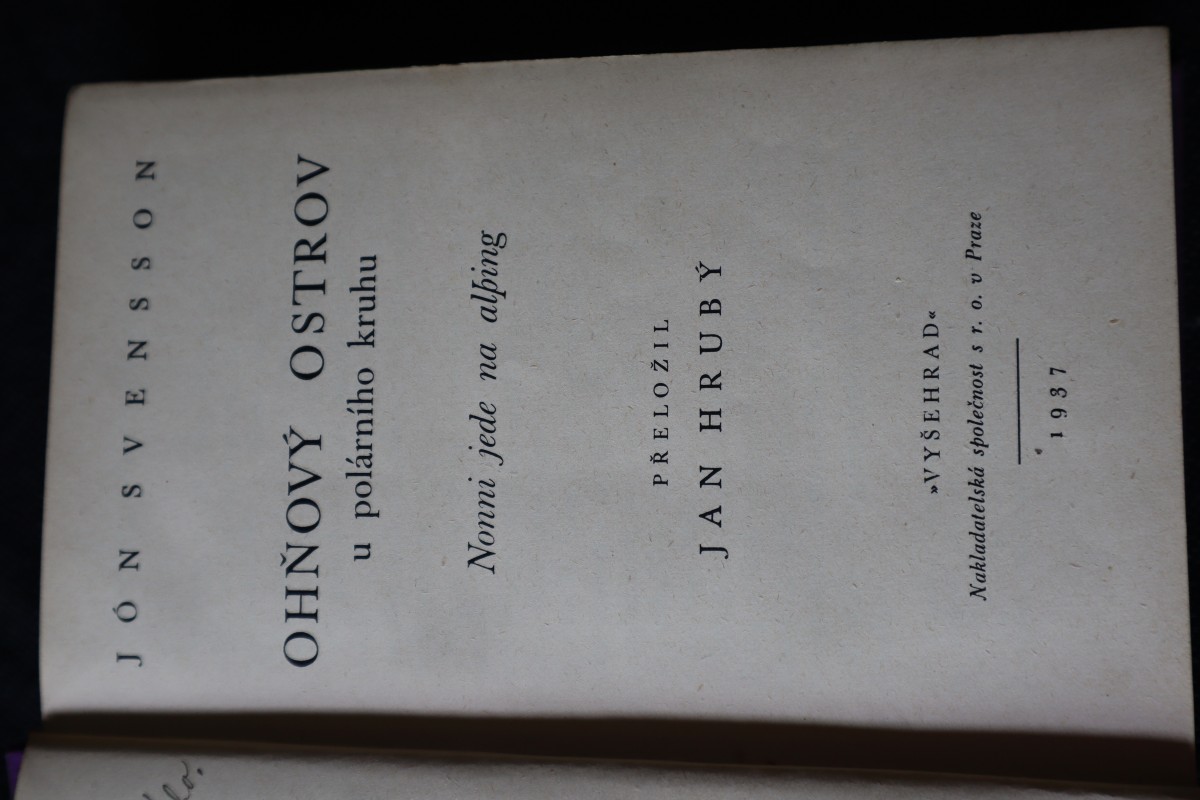 JÓN SVENSSON
OHŇOVÝ OSTROV
u polárního kruhu
Nonni jede na alþing
PŘELOŽIL
JAN HRUBÝ
»VYŠEHRAD«
Nakladatelská společnost s r. o. v Praze
1937